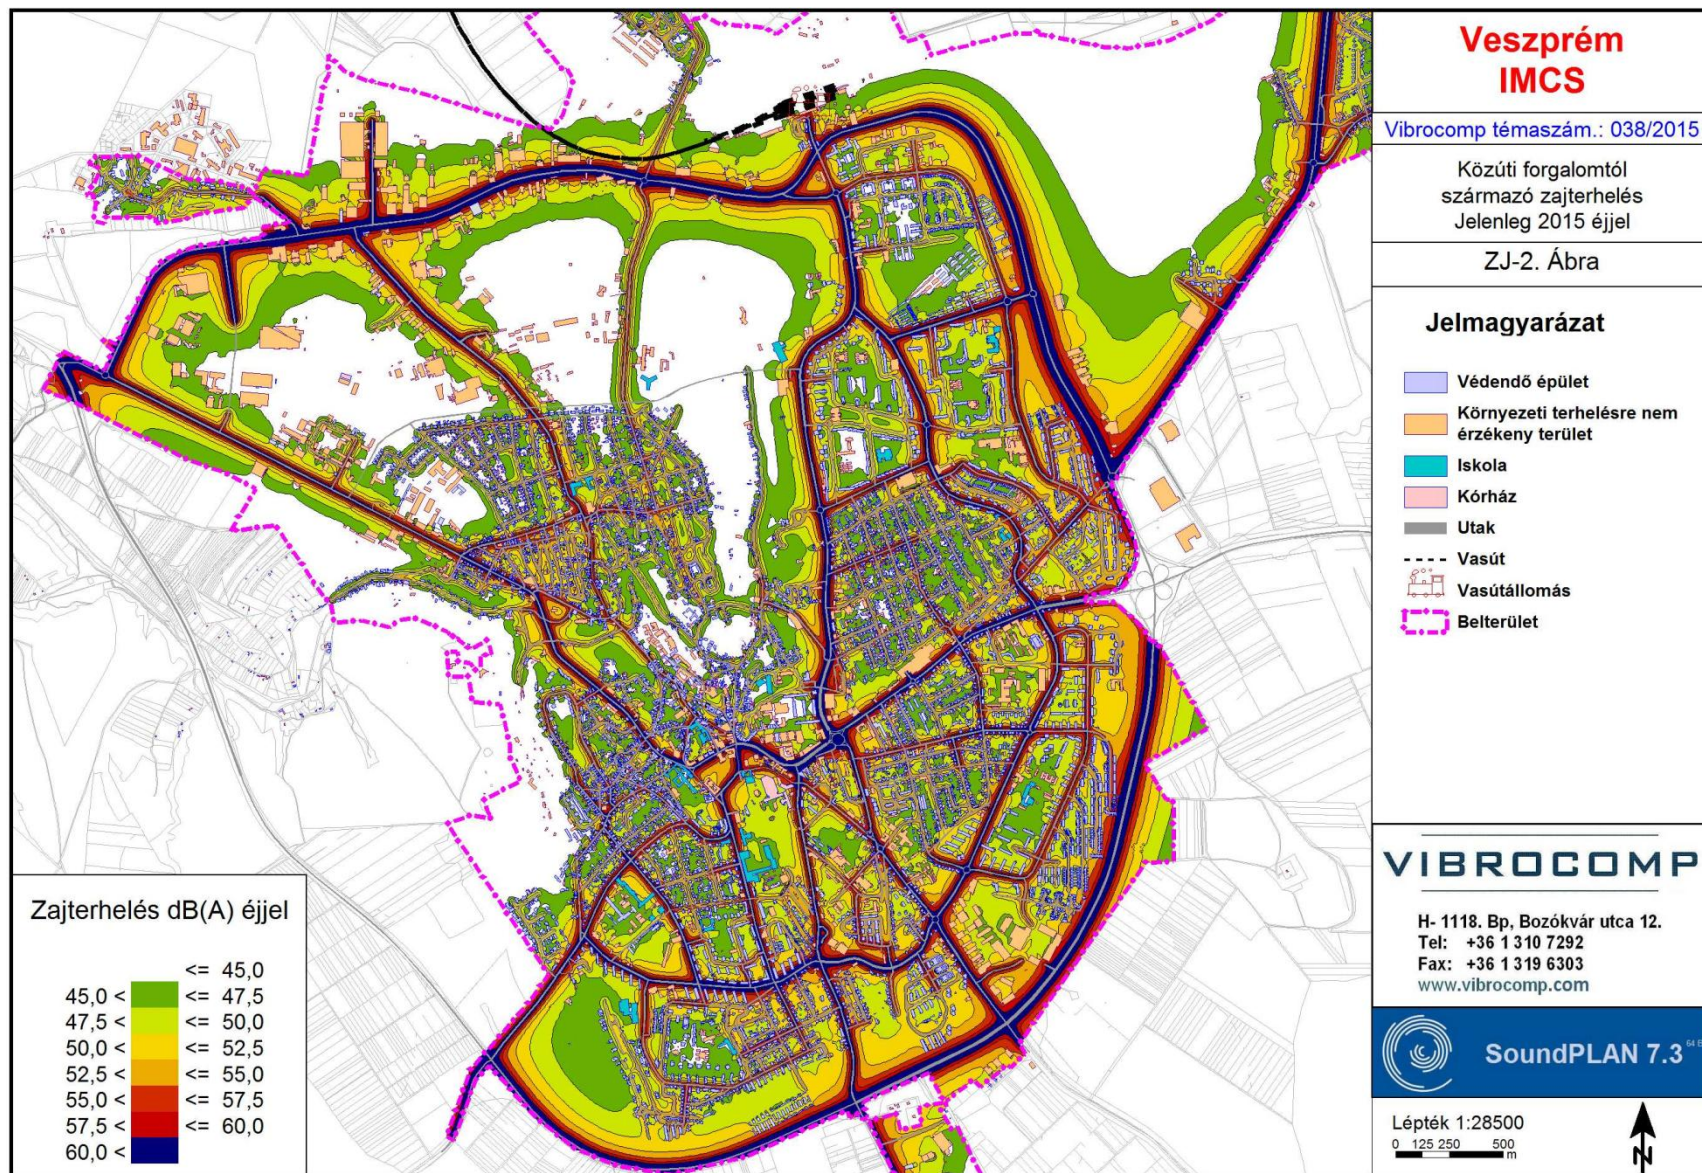 Veszprém
IMCS
Vibrocomp témaszám.: 038/2015
Közúti forgalomtól
származó zajterhelés
Jelenleg 2015 éjjel
ZJ-2. Ábra
Jelmagyarázat
Védendő épület
Környezeti terhelésre nem
érzékeny terület
Iskola
Kórház
Utak
Vasút
Vasútállomás
Belterület
VIBROCOMP
H- 1118. Bp, Bozókvár utca 12.
Tel: +36 1 310 7292
Fax: +36 1 319 6303
www.vibrocomp.com
SoundPLAN 7.3
Lépték 1:28500
0 125 250 500
m
N
Zajterhelés dB(A) éjjel
<= 45,0
45,0 < <= 47,5
47,5 < <= 50,0
50,0 < <= 52,5
52,5 < <= 55,0
55,0 < <= 57,5
57,5 < <= 60,0
60,0 <